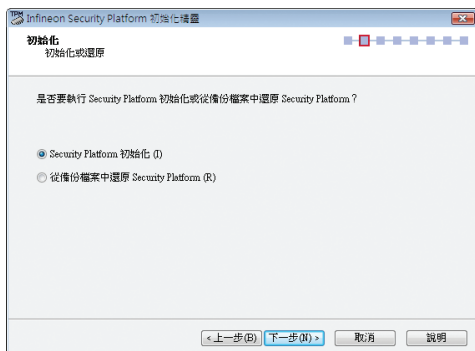 TPM
Infineon Security Platform 初始化精靈
初始化
初始化或還原
是否要執行 Security Platform 初始化或從備份檔案中還原 Security Platform？
Security Platform 初始化 (I)
從備份檔案中還原 Security Platform (R)
<上一步(B) 下一步(N)> 取消 說明